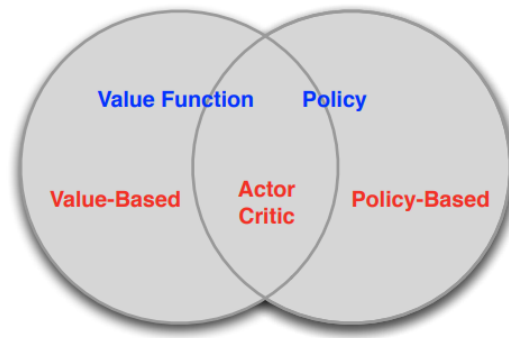 Value Function
Policy
Value-Based
Actor
Critic
Policy-Based